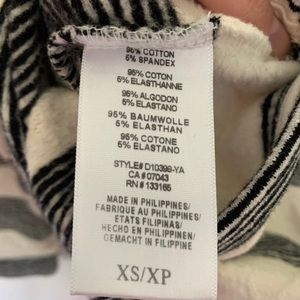 95% COTTON
5% SPANDEX
95% COTON
5% ELASTHANNE
95% ALGODON
5% ELASTANO
95% BAUMWOLLE
5% ELASTHAN
95% COTONE
5% ELASTANO
STYLE# D10398-YA
CA # 07043
RN # 133165
MADE IN PHILIPPINES/
FABRIQUE AU PHILIPPINES/
ETATS FILIPINAS/
HECHO EN PHILIPPINEN/
GEMACHT IN FILIPPINE
XS/XP